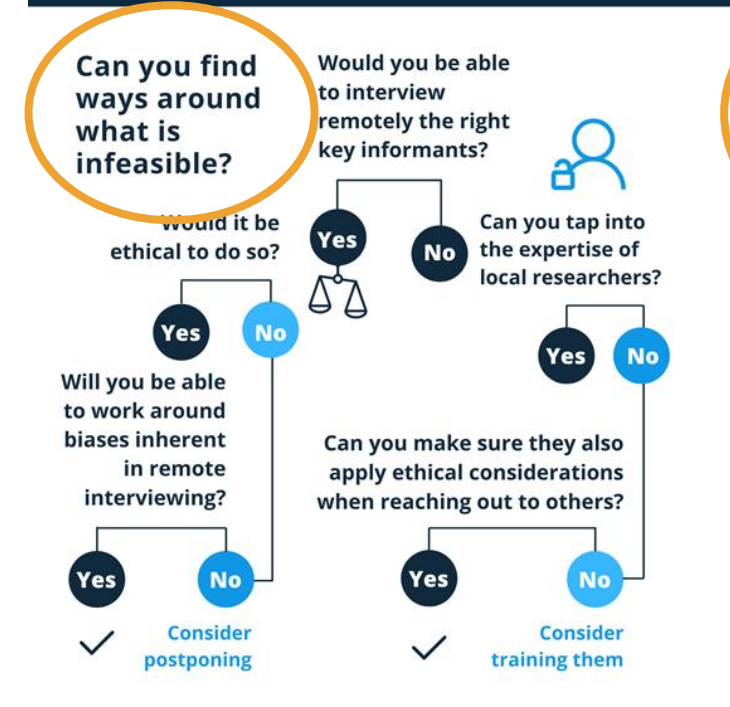 Can you find
ways around
what is
infeasible?
Would you be able
to interview
remotely the right
key informants?
Yes
No
Would it be
ethical to do so?
Yes
No
Can you tap into
the expertise of
local researchers?
Yes
No
Will you be able
to work around
biases inherent
in remote
interviewing?
Yes
No
Consider
postponing
Can you make sure they also
apply ethical considerations
when reaching out to others?
Yes
No
Consider
training them